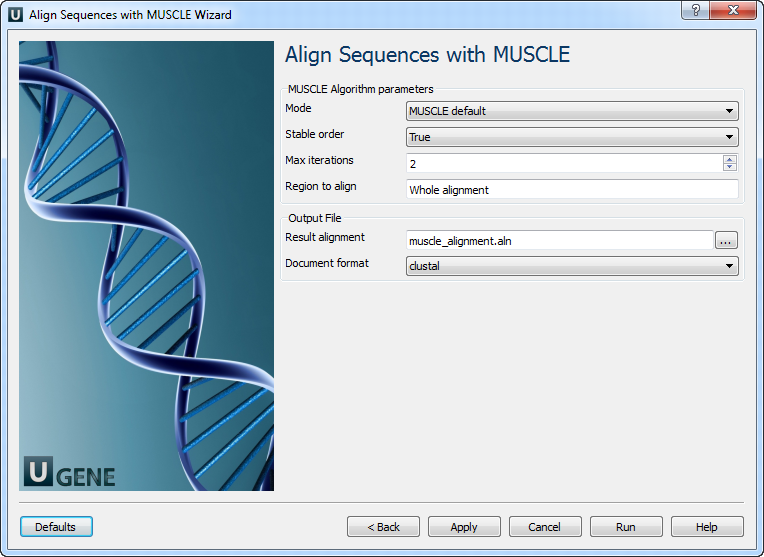 U Align Sequences with MUSCLE Wizard ? X
Align Sequences with MUSCLE
MUSCLE Algorithm parameters
Mode MUSCLE default
Stable order True
Max iterations 2
Region to align Whole alignment
Output File
Result alignment muscle_alignment.aln ...
Document format clustal
U GENE
Defaults < Back Apply Cancel Run Help